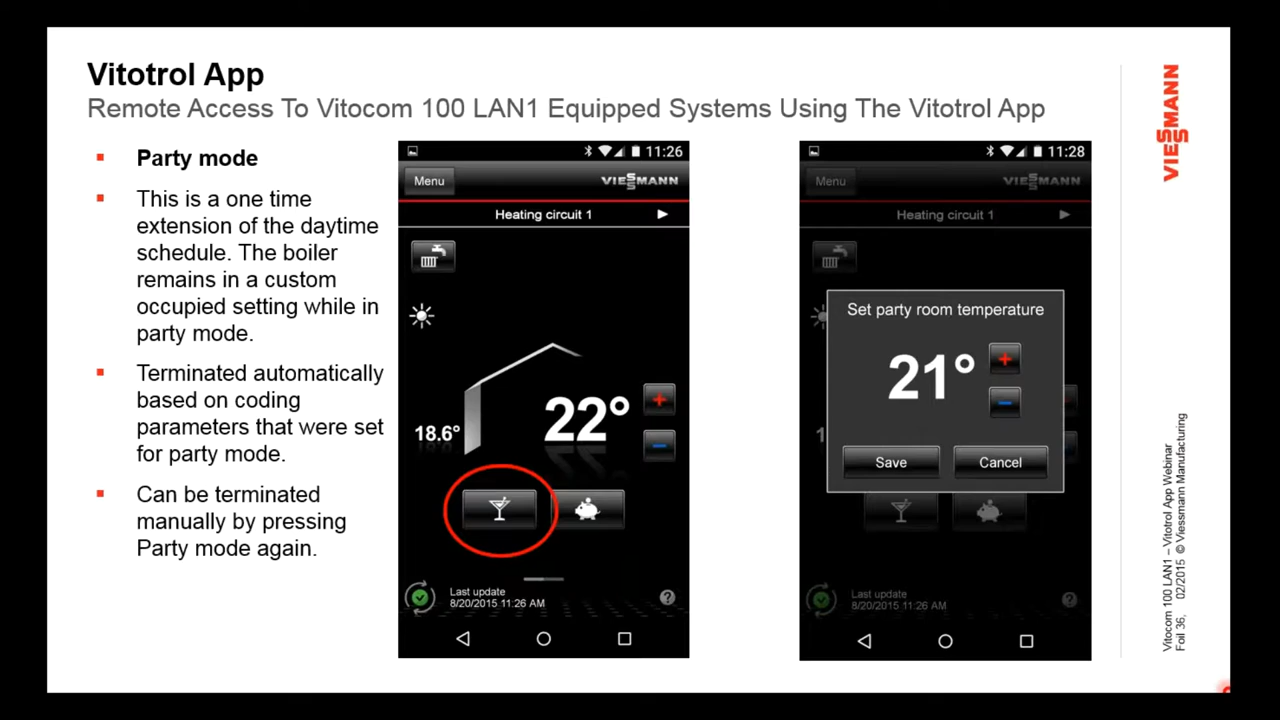 Vitotrol App
Remote Access To Vitocom 100 LAN1 Equipped Systems Using The Vitotrol App
Party mode
This is a one time
extension of the daytime
schedule. The boiler
remains in a custom
occupied setting while in
party mode.
Terminated automatically
based on coding
parameters that were set
for party mode.
Can be terminated
manually by pressing
Party mode again.
11:26
Menu
VIESSMANN
Heating circuit 1
18.6°
22°
+
−
Last update
8/20/2015 11:26 AM
?
11:28
Menu
VIESSMANN
Heating circuit 1
Set party room temperature
21°
+
−
Save
Cancel
1
Last update
8/20/2015 11:26 AM
?
VIESSMANN
Vitocom 100 LAN1 – Vitotrol App Webinar
Foil 36, 02/2015 © Viessmann Manufacturing